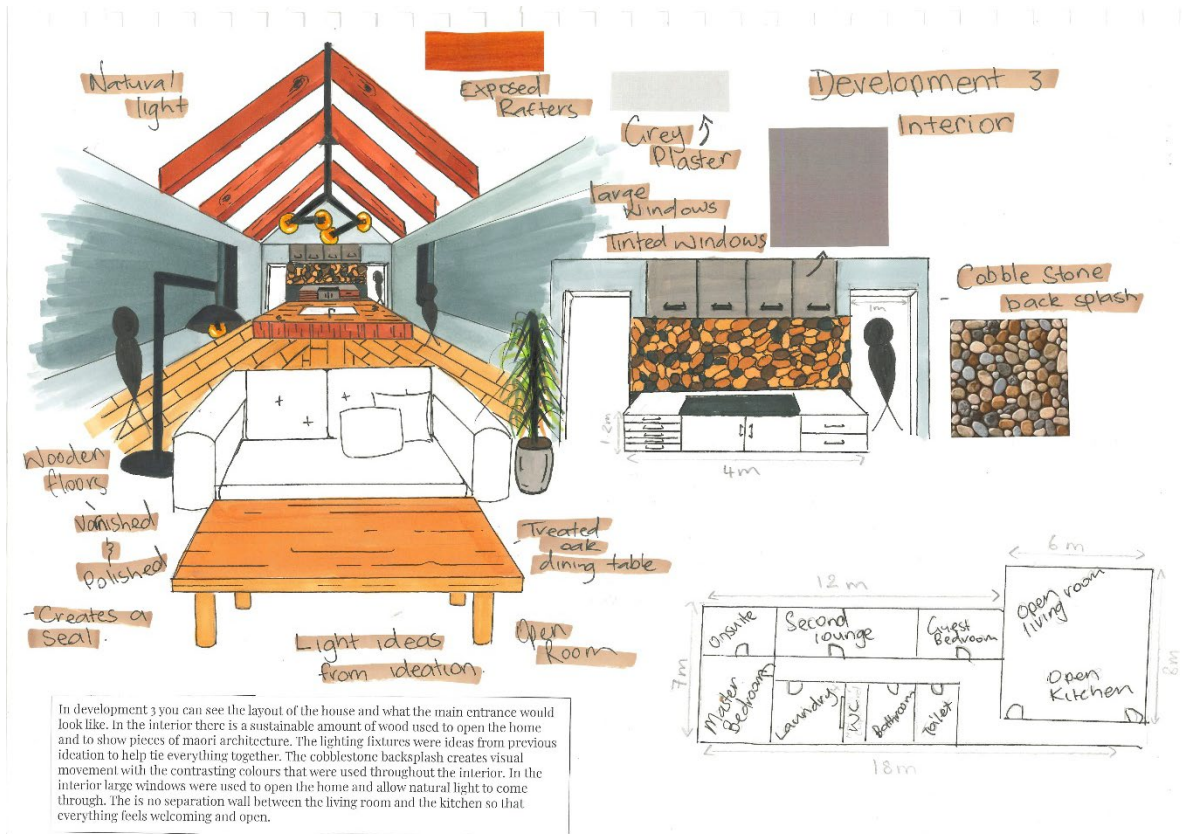 Development 3
Interior
Natural
light
Exposed
Rafters
Grey
Plaster
large
windows
Tinted windows
Cobble Stone
back splash
1m
1.2m
4m
Wooden
floors
Vanished
&
Polished
- Creates a
Seal.
Treated
oak
dining table
Light ideas
from ideation.
Open
Room
6m
12m
7m
8m
18m
Onsuite
Second
lounge
Guest
Bedroom
Open room
living
Open
Kitchen
Master
Bedroom
Laundry
W.C
Bathroom
Toilet
In development 3 you can see the layout of the house and what the main entrance would
look like. In the interior there is a sustainable amount of wood used to open the home
and to show pieces of maori architecture. The lighting fixtures were ideas from previous
ideation to help tie everything together. The cobblestone backsplash creates visual
movement with the contrasting colours that were used throughout the interior. In the
interior large windows were used to open the home and allow natural light to come
through. The is no separation wall between the living room and the kitchen so that
everything feels welcoming and open.